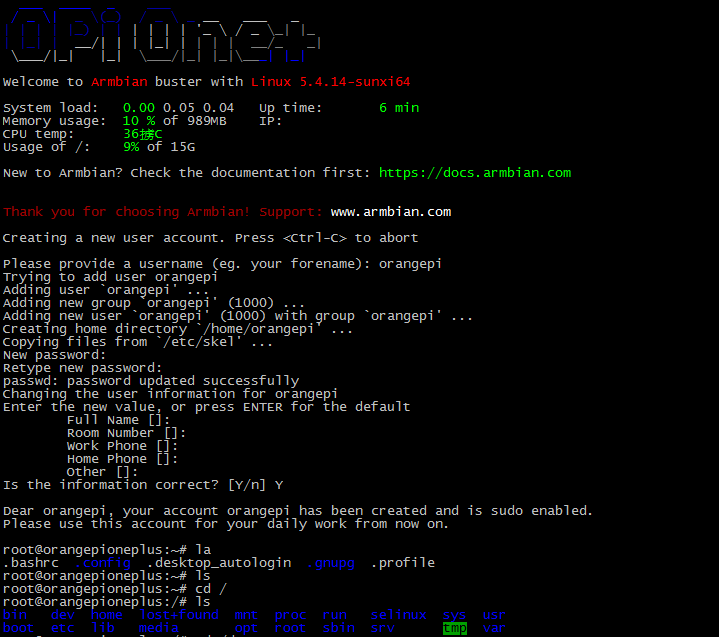 OPiOne+
Welcome to Armbian buster with Linux 5.4.14-sunxi64
System load:   0.00 0.05 0.04   Up time:       6 min
Memory usage:  10 % of 989MB    IP:
CPU temp:      36掳C
Usage of /:    9% of 15G
New to Armbian? Check the documentation first: https://docs.armbian.com
Thank you for choosing Armbian! Support: www.armbian.com
Creating a new user account. Press <Ctrl-C> to abort
Please provide a username (eg. your forename): orangepi
Trying to add user orangepi
Adding user `orangepi' ...
Adding new group `orangepi' (1000) ...
Adding new user `orangepi' (1000) with group `orangepi' ...
Creating home directory `/home/orangepi' ...
Copying files from `/etc/skel' ...
New password:
Retype new password:
passwd: password updated successfully
Changing the user information for orangepi
Enter the new value, or press ENTER for the default
Full Name []:
Room Number []:
Work Phone []:
Home Phone []:
Other []:
Is the information correct? [Y/n] Y
Dear orangepi, your account orangepi has been created and is sudo enabled.
Please use this account for your daily work from now on.
root@orangepioneplus:~# la
.bashrc  .config  .desktop_autologin  .gnupg  .profile
root@orangepioneplus:~# ls
root@orangepioneplus:~# cd /
root@orangepioneplus:/# ls
bin   dev  home  lost+found  mnt  proc  run   selinux  sys  usr
boot  etc  lib   media       opt  root  sbin  srv      tmp  var